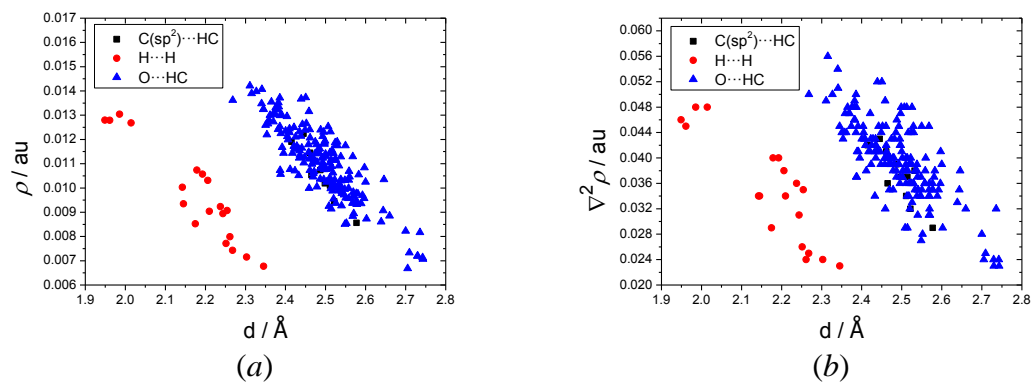 0.017
0.016
0.015
0.014
0.013
0.012
0.011
0.010
0.009
0.008
0.007
0.006
ρ / au
C(sp²)···HC
H···H
O···HC
1.9 2.0 2.1 2.2 2.3 2.4 2.5 2.6 2.7 2.8
d / Å
(a)
0.060
0.056
0.052
0.048
0.044
0.040
0.036
0.032
0.028
0.024
0.020
∇²ρ / au
C(sp²)···HC
H···H
O···HC
1.9 2.0 2.1 2.2 2.3 2.4 2.5 2.6 2.7 2.8
d / Å
(b)